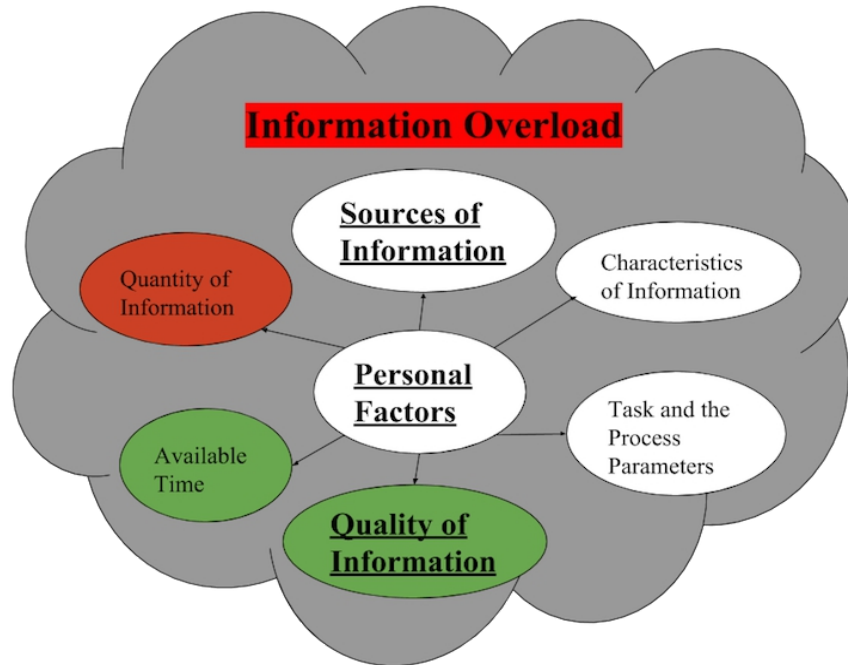 Information Overload
Sources of
Information
Quantity of
Information
Characteristics
of Information
Personal
Factors
Available
Time
Task and the
Process
Parameters
Quality of
Information